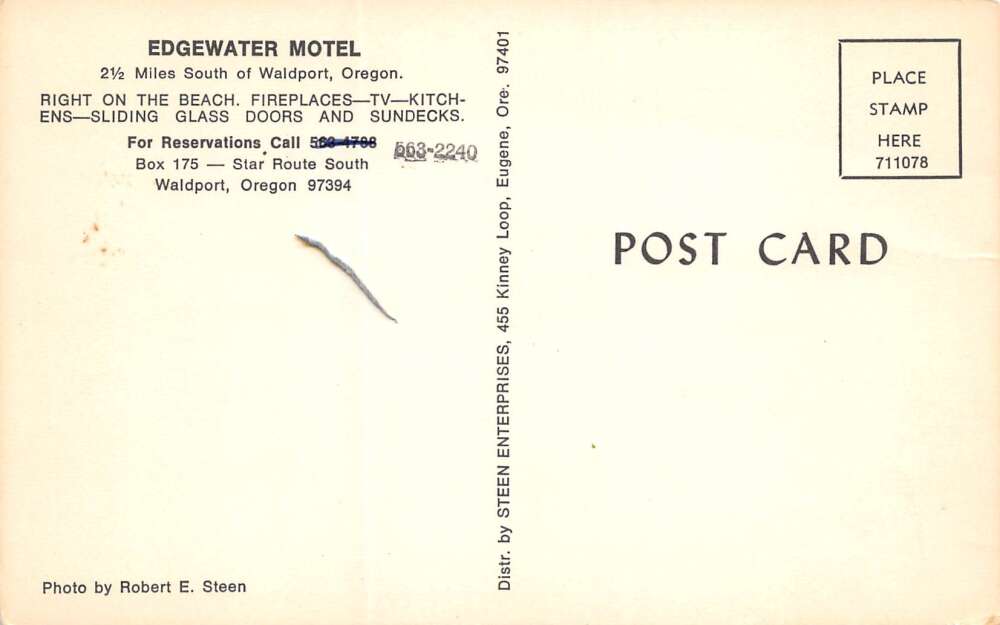 EDGEWATER MOTEL
2½ Miles South of Waldport, Oregon.
RIGHT ON THE BEACH. FIREPLACES—TV—KITCH-
ENS—SLIDING GLASS DOORS AND SUNDECKS.
For Reservations Call 563-4788 563-2240
Box 175 — Star Route South
Waldport, Oregon 97394
Photo by Robert E. Steen
Distr. by STEEN ENTERPRISES, 455 Kinney Loop, Eugene, Ore. 97401
PLACE
STAMP
HERE
711078
POST CARD